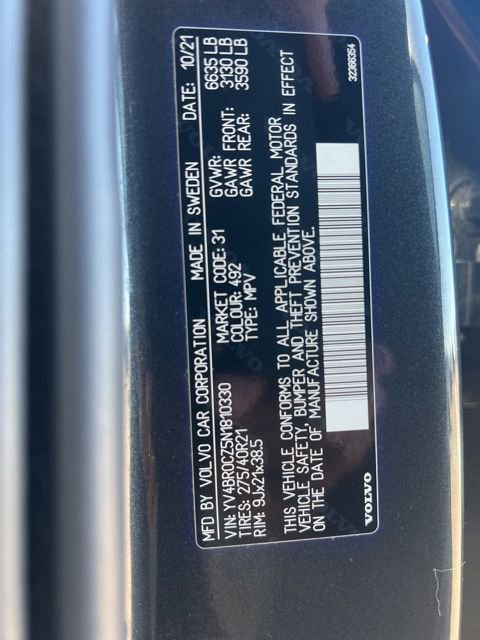 MFD BY VOLVO CAR CORPORATION MADE IN SWEDEN DATE: 10/21
VIN: YV4BR0CZ5N1810330 MARKET CODE: 31 GVWR: 6635 LB
TIRES: 275/40R21 COLOUR: 492 GAWR FRONT: 3130 LB
RIM: 9Jx21x38.5 TYPE: MPV GAWR REAR: 3590 LB
THIS VEHICLE CONFORMS TO ALL APPLICABLE FEDERAL MOTOR
VEHICLE SAFETY, BUMPER AND THEFT PREVENTION STANDARDS IN EFFECT
ON THE DATE OF MANUFACTURE SHOWN ABOVE.
VOLVO 32366354